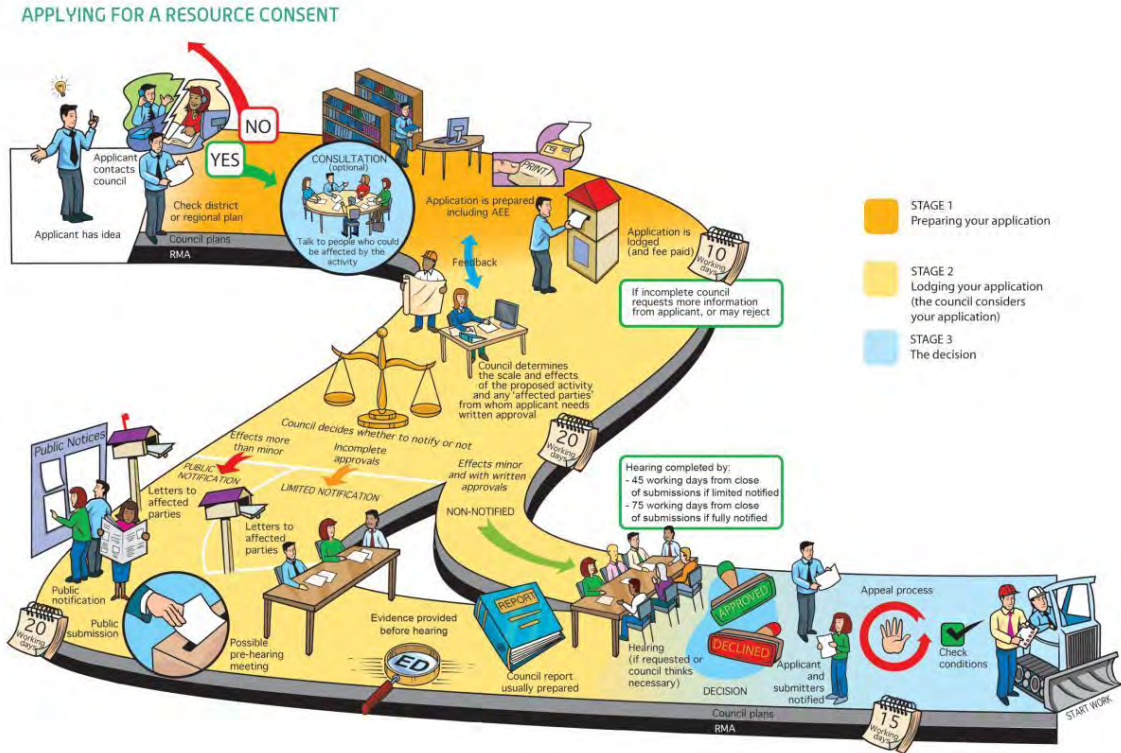 APPLYING FOR A RESOURCE CONSENT
NO
YES
Applicant
contacts
council
Applicant has idea
Check district
or regional plan
Council plans
RMA
CONSULTATION
(optional)
Talk to people who could
be affected by the
activity
Application is prepared
including AEE
PRINT
Feedback
Application is
lodged
(and fee paid)
10
Working
days
If incomplete council
requests more information
from applicant, or may reject
STAGE 1
Preparing your application
STAGE 2
Lodging your application
(the council considers
your application)
STAGE 3
The decision
Council determines
the scale and effects
of the proposed activity
and any 'affected parties'
from whom applicant needs
written approval
20
Working
days
Council decides whether to notify or not
Effects more
than minor
PUBLIC
NOTIFICATION
Incomplete
approvals
LIMITED NOTIFICATION
Effects minor
and with written
approvals
NON-NOTIFIED
Public Notices
Letters to
affected
parties
Letters to
affected
parties
Public
notification
20
Working
days
Public
submission
Possible
pre-hearing
meeting
Evidence provided
before hearing
ED
REPORT
Council report
usually prepared
Hearing completed by:
- 45 working days from close
of submissions if limited notified
- 75 working days from close
of submissions if fully notified
Hearing
(if requested or
council thinks
necessary)
APPROVED
DECLINED
DECISION
Applicant
and
submitters
notified
Appeal process
Check
conditions
START WORK
15
Working
days
Council plans
RMA